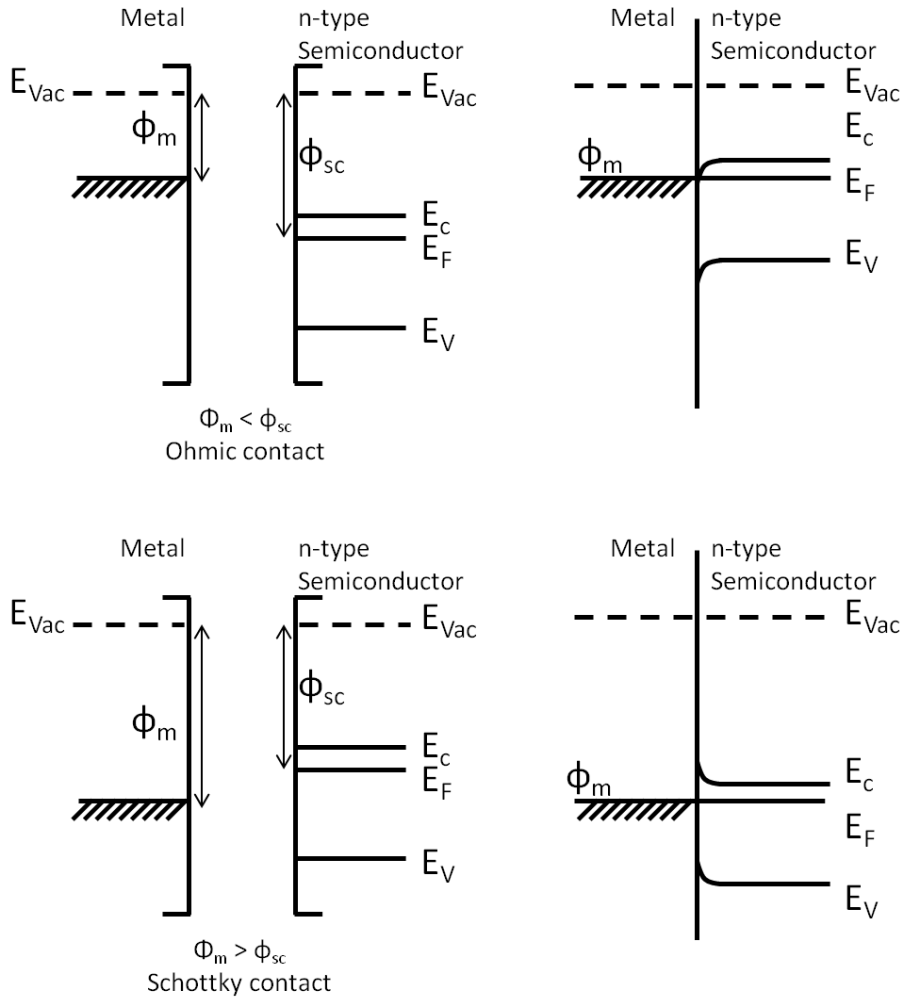 Metal
n-type
Semiconductor
E_Vac
ϕ_m
E_Vac
ϕ_sc
E_c
E_F
E_V
Φ_m < ϕ_sc
Ohmic contact
Metal
n-type
Semiconductor
E_Vac
E_c
ϕ_m
E_F
E_V
Metal
n-type
Semiconductor
E_Vac
ϕ_m
E_Vac
ϕ_sc
E_c
E_F
E_V
Φ_m > ϕ_sc
Schottky contact
Metal
n-type
Semiconductor
E_Vac
ϕ_m
E_c
E_F
E_V